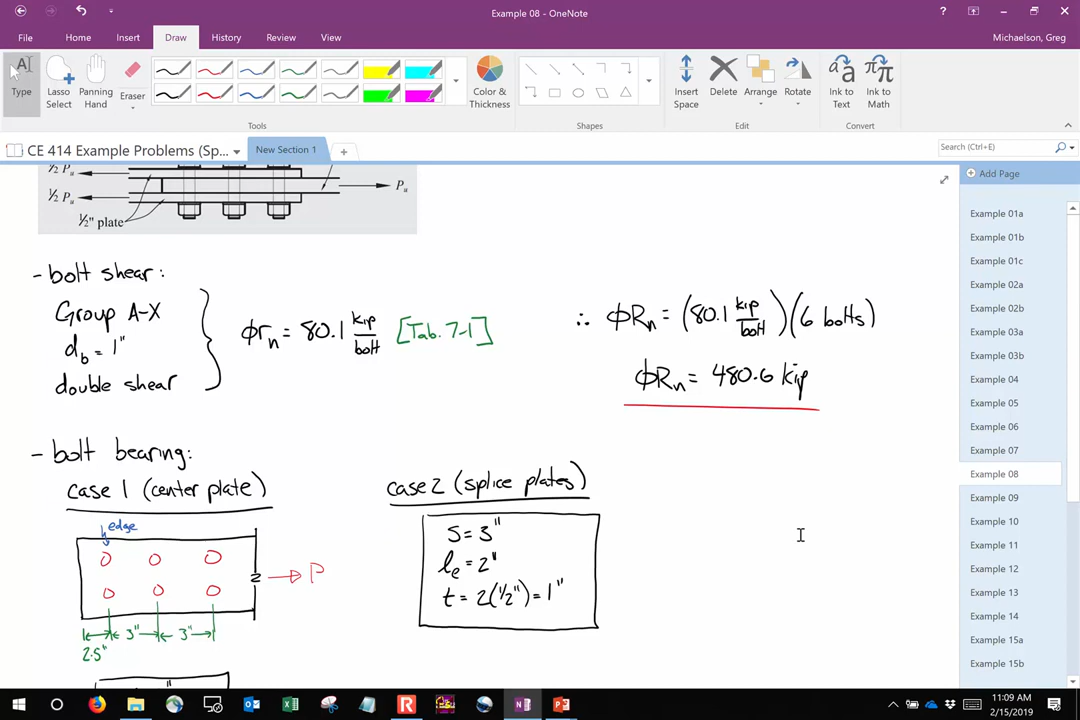 Example 08 - OneNote
Michaelson, Greg
File
Home
Insert
Draw
History
Review
View
Type
Lasso
Select
Panning
Hand
Eraser
Color &
Thickness
Insert
Space
Delete
Arrange
Rotate
Ink to
Text
Ink to
Math
Tools
Shapes
Edit
Convert
CE 414 Example Problems (Sp...
New Section 1
Search (Ctrl+E)
Add Page
Example 01a
Example 01b
Example 01c
Example 02a
Example 02b
Example 03a
Example 03b
Example 04
Example 05
Example 06
Example 07
Example 08
Example 09
Example 10
Example 11
Example 12
Example 13
Example 14
Example 15a
Example 15b
½ Pu
½ Pu
Pu
½" plate
- bolt shear:
Group A-X
db = 1"
double shear
ϕrn = 80.1 kip/bolt [Tab. 7-1]
∴ ϕRn = (80.1 kip/bolt)(6 bolts)
ϕRn = 480.6 kip
- bolt bearing:
case 1 (center plate)
edge
P
3" 3"
2.5"
case 2 (splice plates)
s = 3"
le = 2"
t = 2(½") = 1"
11:09 AM
2/15/2019